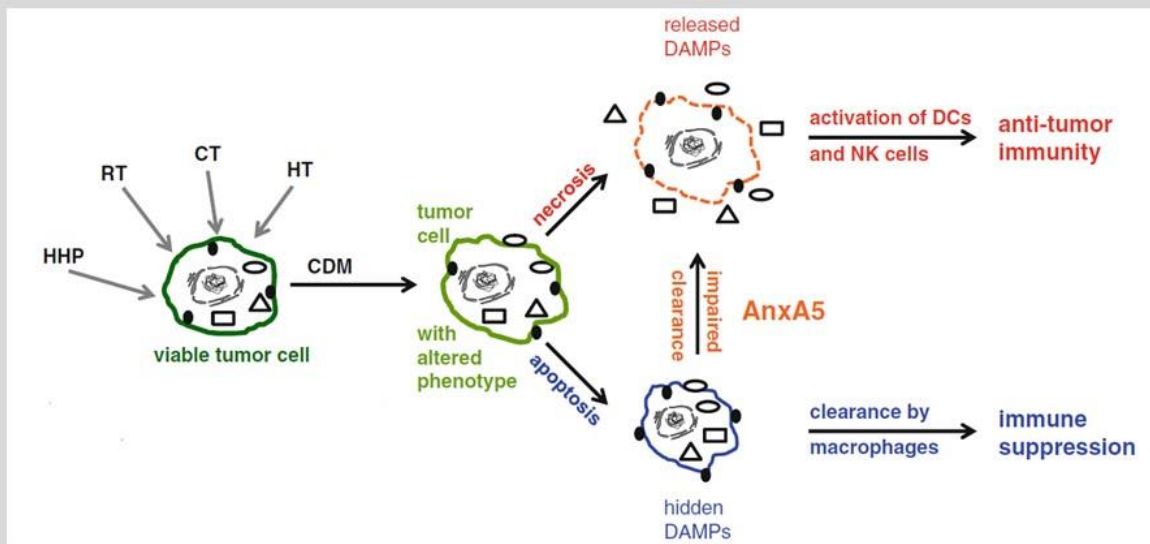 HHP
RT
CT
HT
viable tumor cell
CDM
tumor
cell
with
altered
phenotype
necrosis
apoptosis
released
DAMPs
activation of DCs
and NK cells
anti-tumor
immunity
impaired
clearance
AnxA5
clearance by
macrophages
immune
suppression
hidden
DAMPs